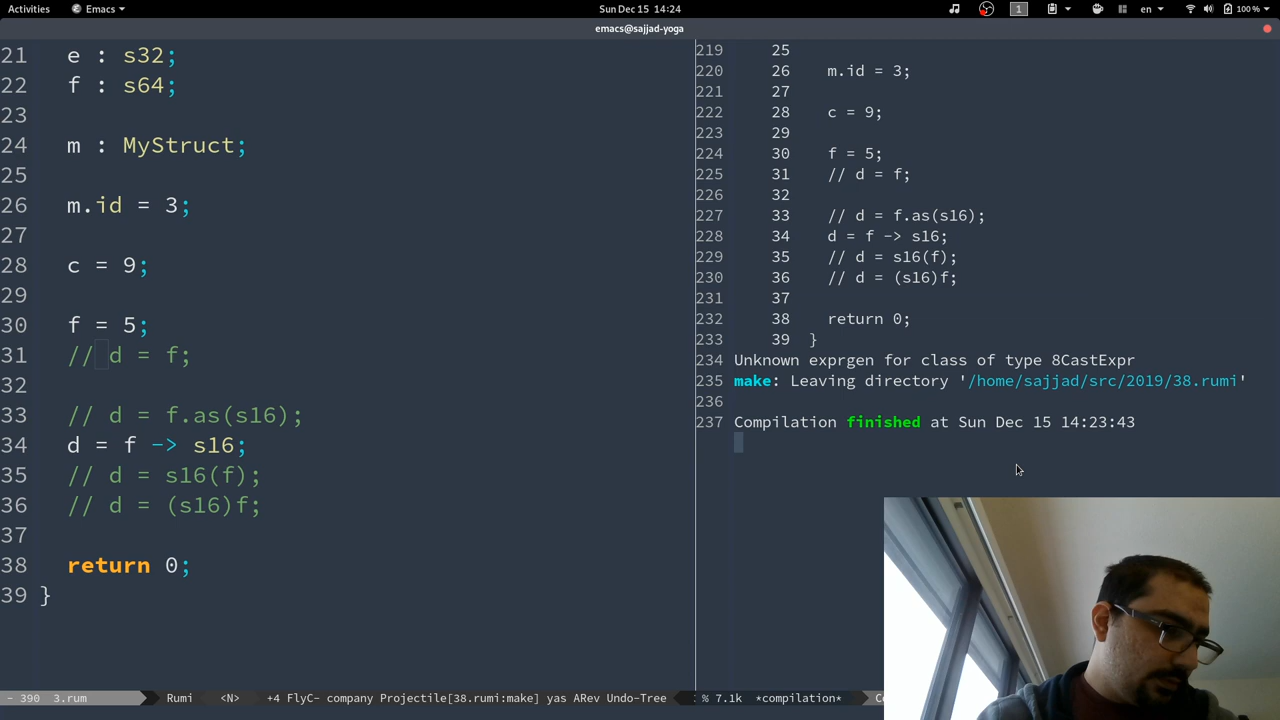 Activities Emacs Sun Dec 15 14:24 1 en 100 %
emacs@sajjad-yoga
21 e : s32;
22 f : s64;
23
24 m : MyStruct;
25
26 m.id = 3;
27
28 c = 9;
29
30 f = 5;
31 // d = f;
32
33 // d = f.as(s16);
34 d = f -> s16;
35 // d = s16(f);
36 // d = (s16)f;
37
38 return 0;
39 }
- 390 3.rum Rumi <N> +4 FlyC- company Projectile[38.rumi:make] yas ARev Undo-Tree
219 25
220 26 m.id = 3;
221 27
222 28 c = 9;
223 29
224 30 f = 5;
225 31 // d = f;
226 32
227 33 // d = f.as(s16);
228 34 d = f -> s16;
229 35 // d = s16(f);
230 36 // d = (s16)f;
231 37
232 38 return 0;
233 39 }
234 Unknown exprgen for class of type 8CastExpr
235 make: Leaving directory '/home/sajjad/src/2019/38.rumi'
236
237 Compilation finished at Sun Dec 15 14:23:43
% 7.1k *compilation*